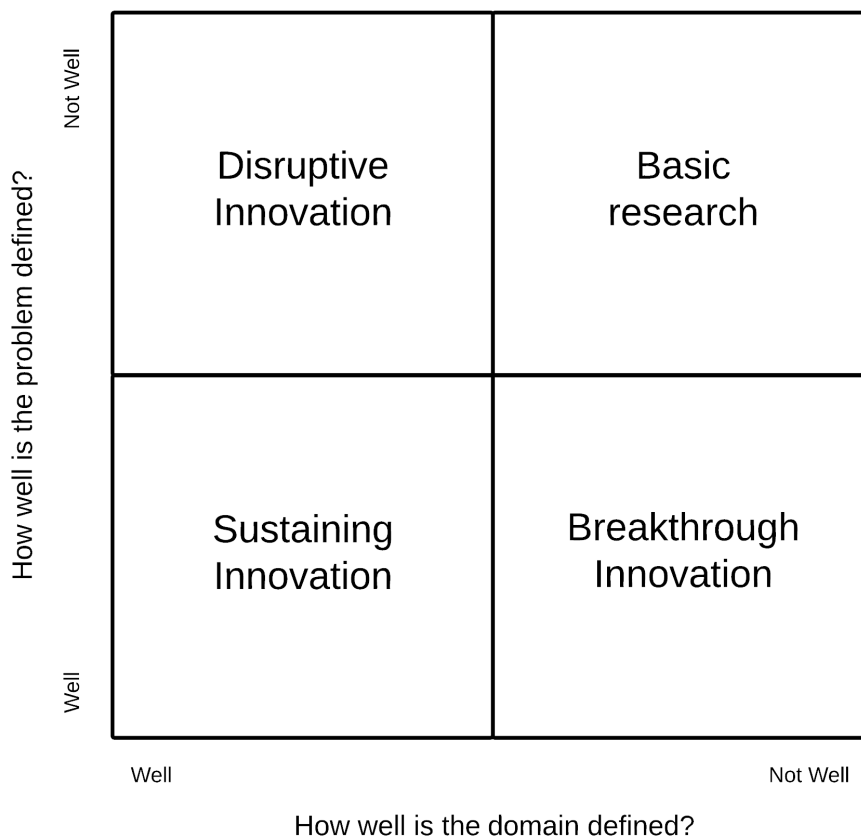 Not Well
How well is the problem defined?
Well
Disruptive
Innovation
Basic
research
Sustaining
Innovation
Breakthrough
Innovation
Well
Not Well
How well is the domain defined?